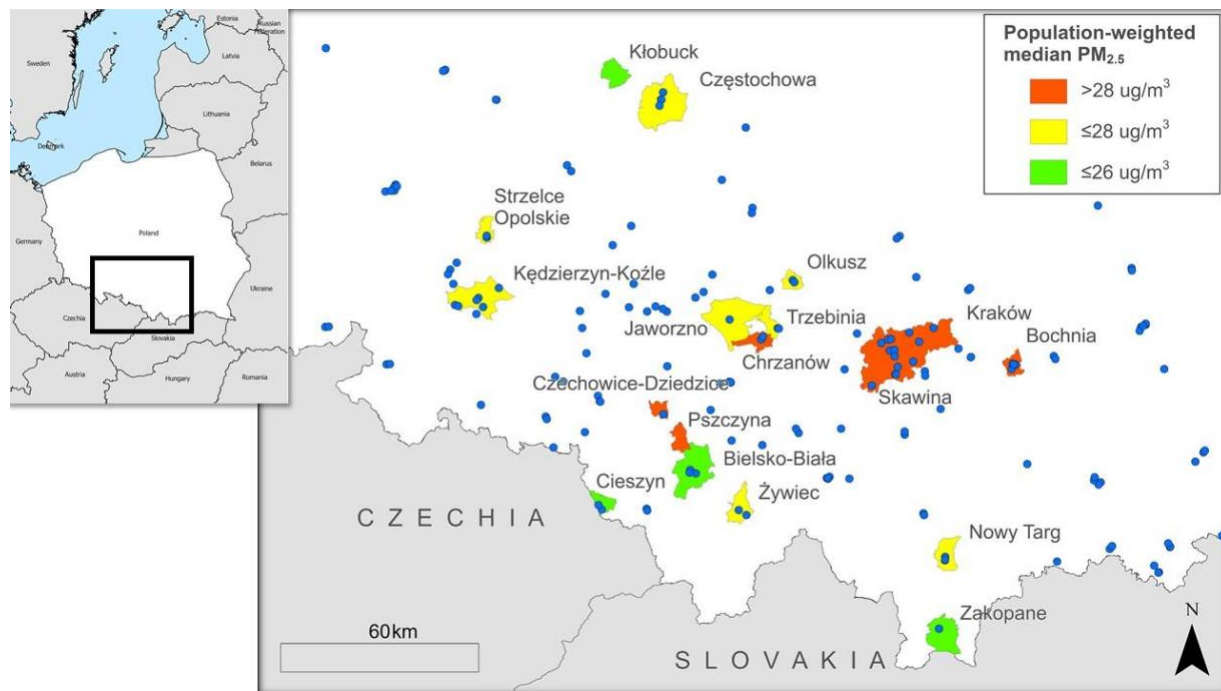 Sweden
Estonia
Russian
Federation
Latvia
Denmark
Lithuania
Belarus
Germany
Poland
Ukraine
Czechia
Slovakia
Austria
Hungary
Romania
Population-weighted
median PM2.5
>28 ug/m³
≤28 ug/m³
≤26 ug/m³
Kłobuck
Częstochowa
Strzelce
Opolskie
Kędzierzyn-Koźle
Olkusz
Jaworzno
Trzebinia
Chrzanów
Kraków
Bochnia
Skawina
Czechowice-Dziedzice
Pszczyna
Bielsko-Biała
Cieszyn
Żywiec
CZECHIA
Nowy Targ
Zakopane
60km
SLOVAKIA
N